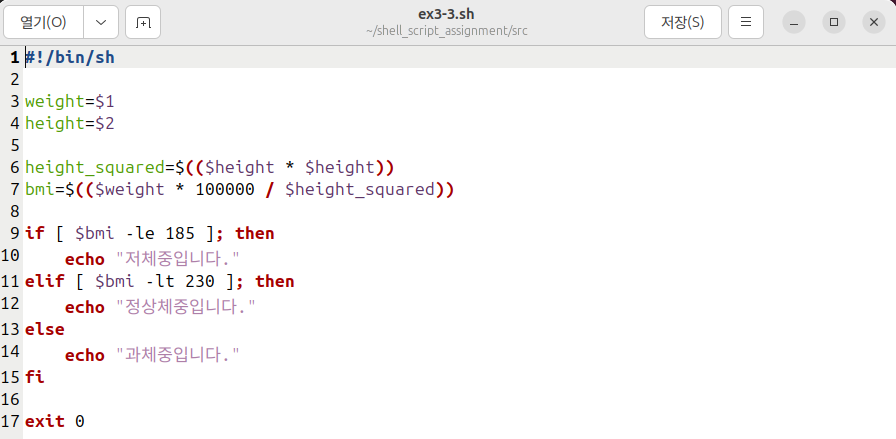 열기(O)
ex3-3.sh
~/shell_script_assignment/src
저장(S)
1 #!/bin/sh
2
3 weight=$1
4 height=$2
5
6 height_squared=$(($height * $height))
7 bmi=$(($weight * 100000 / $height_squared))
8
9 if [ $bmi -le 185 ]; then
10     echo "저체중입니다."
11 elif [ $bmi -lt 230 ]; then
12     echo "정상체중입니다."
13 else
14     echo "과체중입니다."
15 fi
16
17 exit 0